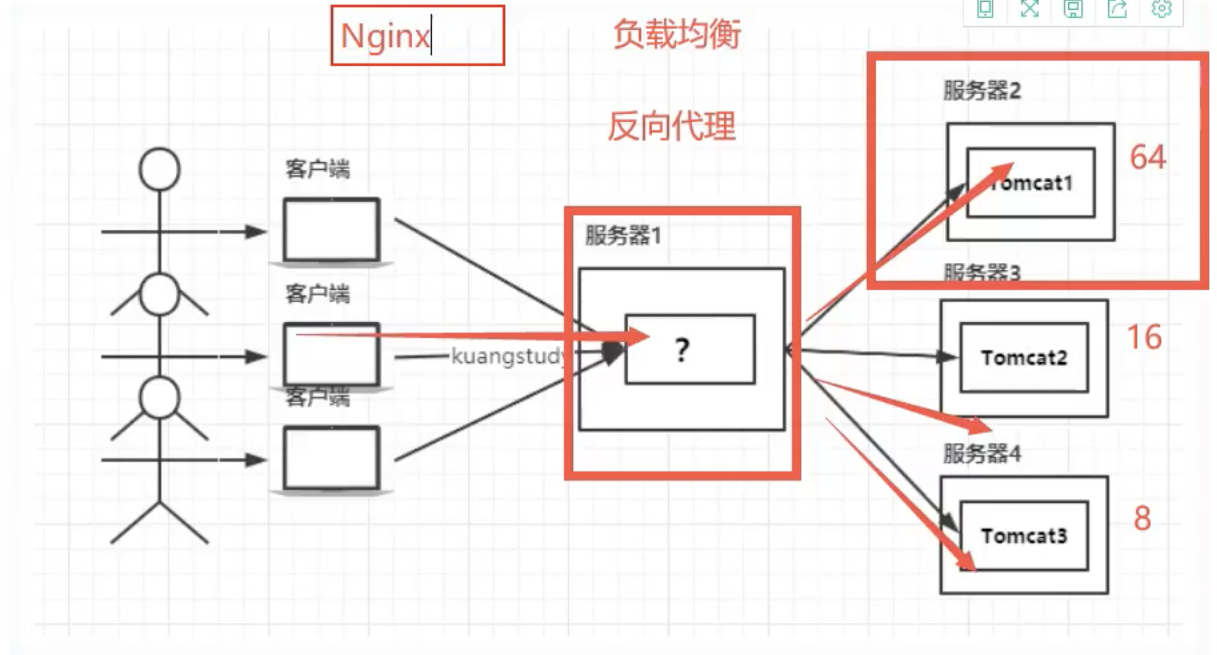 Nginx
负载均衡
反向代理
客户端
客户端
客户端
kuangstudy
服务器1
?
服务器2
Tomcat1
64
服务器3
Tomcat2
16
服务器4
Tomcat3
8